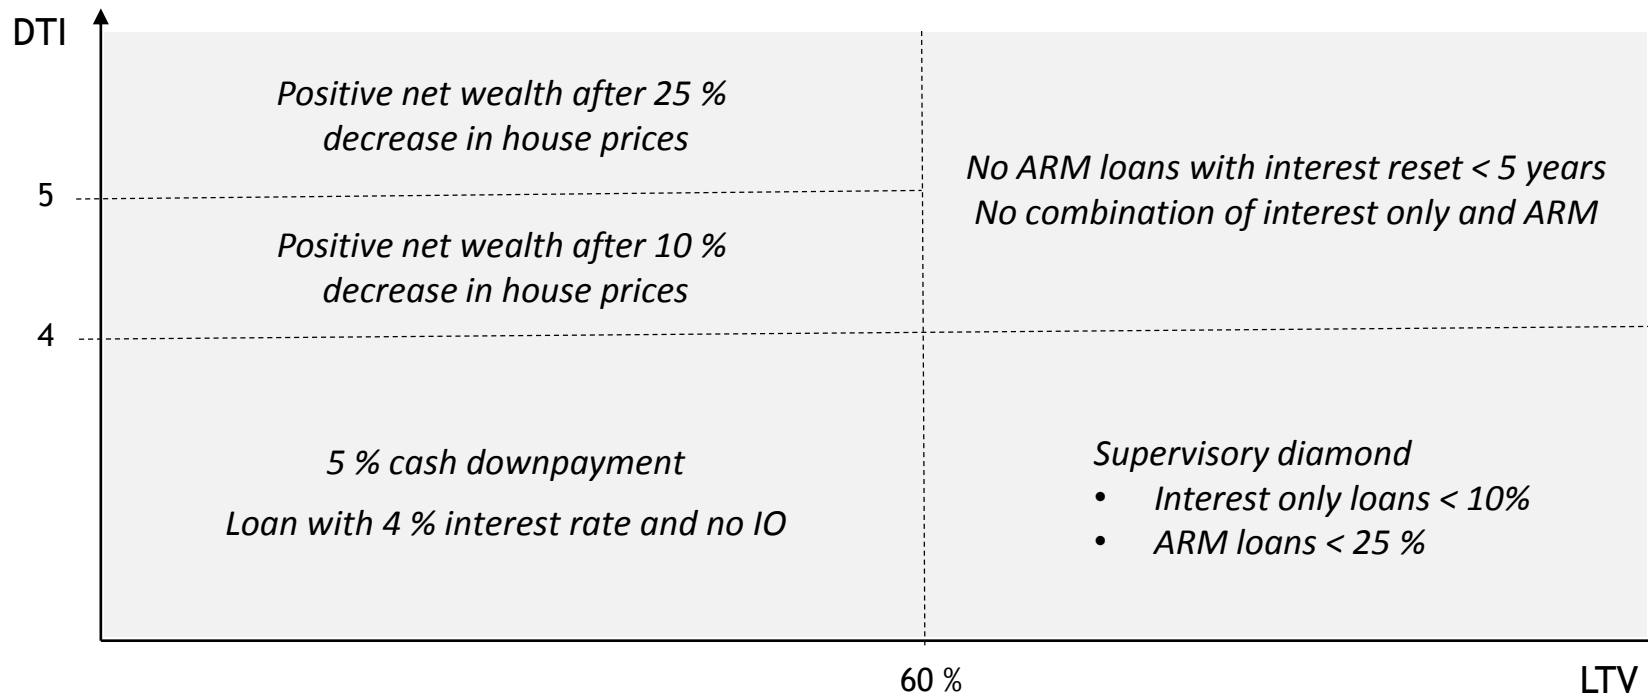 DTI
Positive net wealth after 25 %
decrease in house prices
No ARM loans with interest reset < 5 years
No combination of interest only and ARM
5
Positive net wealth after 10 %
decrease in house prices
4
5 % cash downpayment
Loan with 4 % interest rate and no IO
Supervisory diamond
• Interest only loans < 10%
• ARM loans < 25 %
60 %
LTV